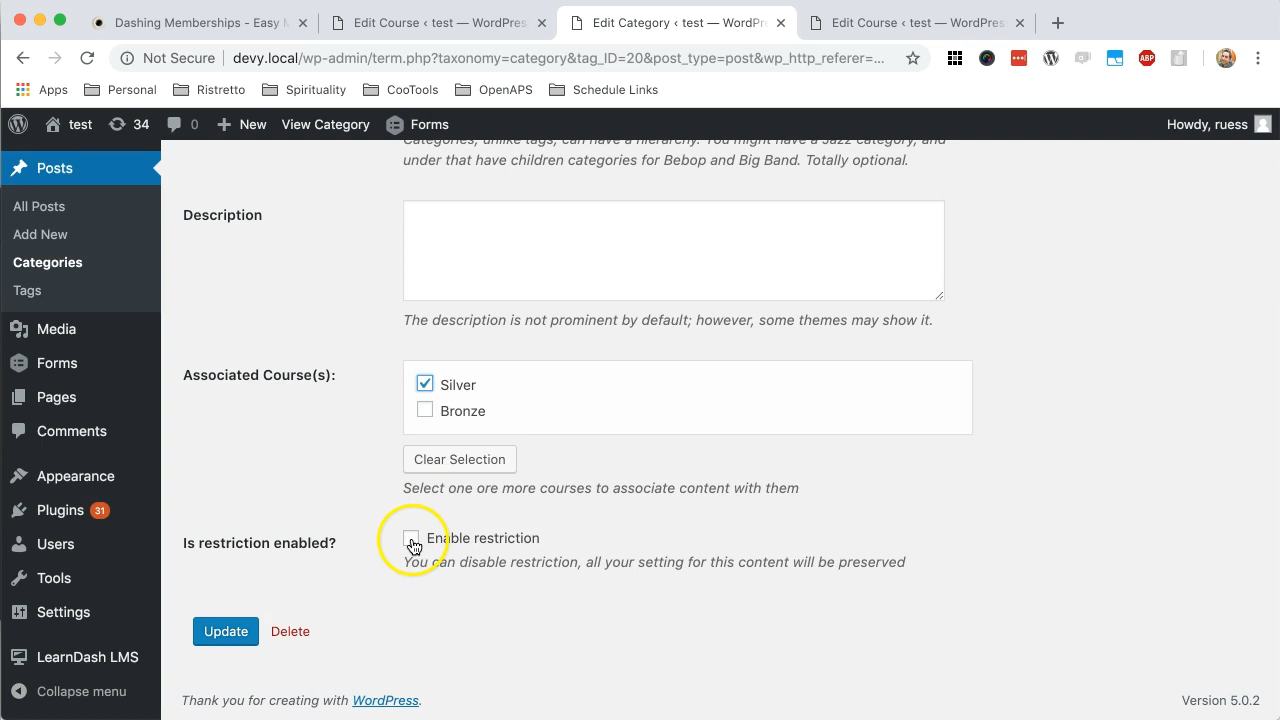 Dashing Memberships - Easy M
Edit Course ‹ test — WordPres
Edit Category ‹ test — WordPre
Edit Course ‹ test — WordPress
Not Secure
devy.local/wp-admin/term.php?taxonomy=category&tag_ID=20&post_type=post&wp_http_referer=...
ABP
Apps
Personal
Ristretto
Spirituality
CooTools
OpenAPS
Schedule Links
test
34
0
New
View Category
Forms
Howdy, ruess
Posts
All Posts
Add New
Categories
Tags
Media
Forms
Pages
Comments
Appearance
Plugins 31
Users
Tools
Settings
LearnDash LMS
Collapse menu
Categories, unlike tags, can have a hierarchy. You might have a Jazz category, and
under that have children categories for Bebop and Big Band. Totally optional.
Description
The description is not prominent by default; however, some themes may show it.
Associated Course(s):
Silver
Bronze
Clear Selection
Select one ore more courses to associate content with them
Is restriction enabled?
Enable restriction
You can disable restriction, all your setting for this content will be preserved
Update
Delete
Thank you for creating with WordPress.
Version 5.0.2